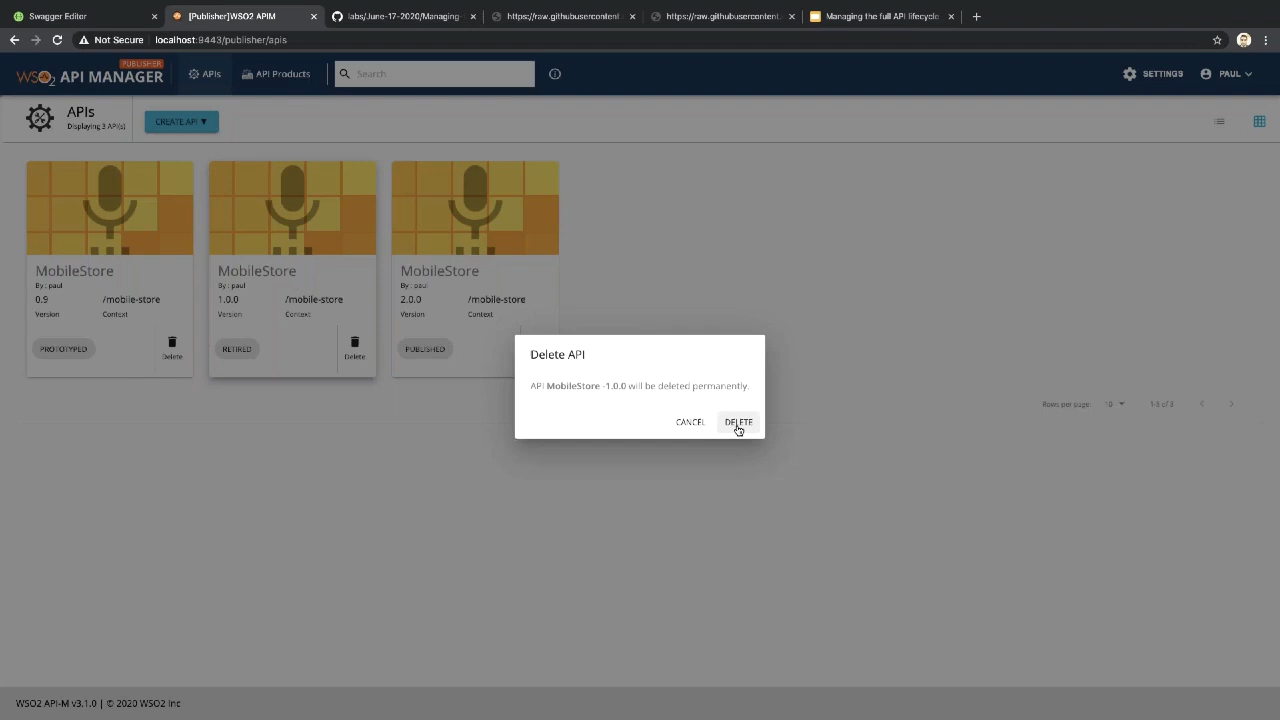 Swagger Editor
[Publisher]WSO2 APIM
labs/June-17-2020/Managing-
https://raw.githubusercontent.
https://raw.githubusercontent.
Managing the full API lifecycle
Not Secure
localhost:9443/publisher/apis
PUBLISHER
WSO2 API MANAGER
APIs
API Products
Search
SETTINGS
PAUL
APIs
Displaying 3 API(s)
CREATE API ▼
MobileStore
By : paul
0.9 /mobile-store
Version Context
PROTOTYPED
Delete
MobileStore
By : paul
1.0.0 /mobile-store
Version Context
RETIRED
Delete
MobileStore
By : paul
2.0.0 /mobile-store
Version Context
PUBLISHED
Delete API
API MobileStore -1.0.0 will be deleted permanently.
CANCEL
DELETE
Rows per page: 10 1-3 of 3
WSO2 API-M v3.1.0 | © 2020 WSO2 Inc